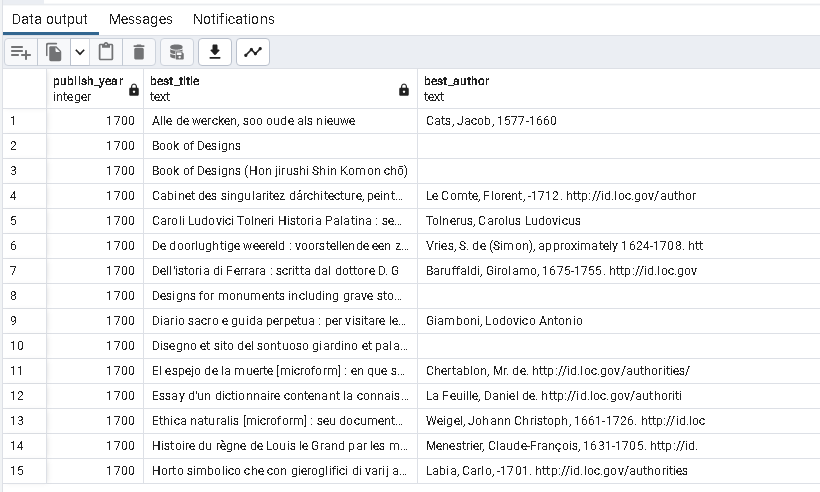 Data output Messages Notifications
publish_year best_title best_author
integer text text
1 1700 Alle de wercken, soo oude als nieuwe Cats, Jacob, 1577-1660
2 1700 Book of Designs
3 1700 Book of Designs (Hon jirushi Shin Komon chō)
4 1700 Cabinet des singularitez dárchitecture, peint... Le Comte, Florent, -1712. http://id.loc.gov/author
5 1700 Caroli Ludovici Tolneri Historia Palatina : se... Tolnerus, Carolus Ludovicus
6 1700 De doorlughtige weereld : voorstellende een z... Vries, S. de (Simon), approximately 1624-1708. htt
7 1700 Dell'istoria di Ferrara : scritta dal dottore D. G Baruffaldi, Girolamo, 1675-1755. http://id.loc.gov
8 1700 Designs for monuments including grave sto...
9 1700 Diario sacro e guida perpetua : per visitare le... Giamboni, Lodovico Antonio
10 1700 Disegno et sito del sontuoso giardino et pala...
11 1700 El espejo de la muerte [microform] : en que s... Chertablon, Mr. de. http://id.loc.gov/authorities/
12 1700 Essay d'un dictionnaire contenant la connais... La Feuille, Daniel de. http://id.loc.gov/authoriti
13 1700 Ethica naturalis [microform] : seu document... Weigel, Johann Christoph, 1661-1726. http://id.loc
14 1700 Histoire du règne de Louis le Grand par les m... Menestrier, Claude-François, 1631-1705. http://id.
15 1700 Horto simbolico che con gieroglifici di varij a... Labia, Carlo, -1701. http://id.loc.gov/authorities